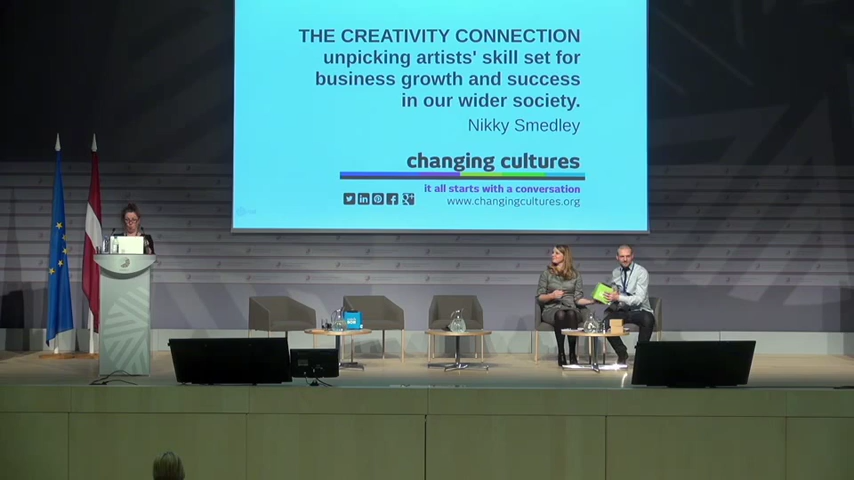 THE CREATIVITY CONNECTION
unpicking artists' skill set for
business growth and success
in our wider society.
Nikky Smedley
changing cultures
it all starts with a conversation
www.changingcultures.org